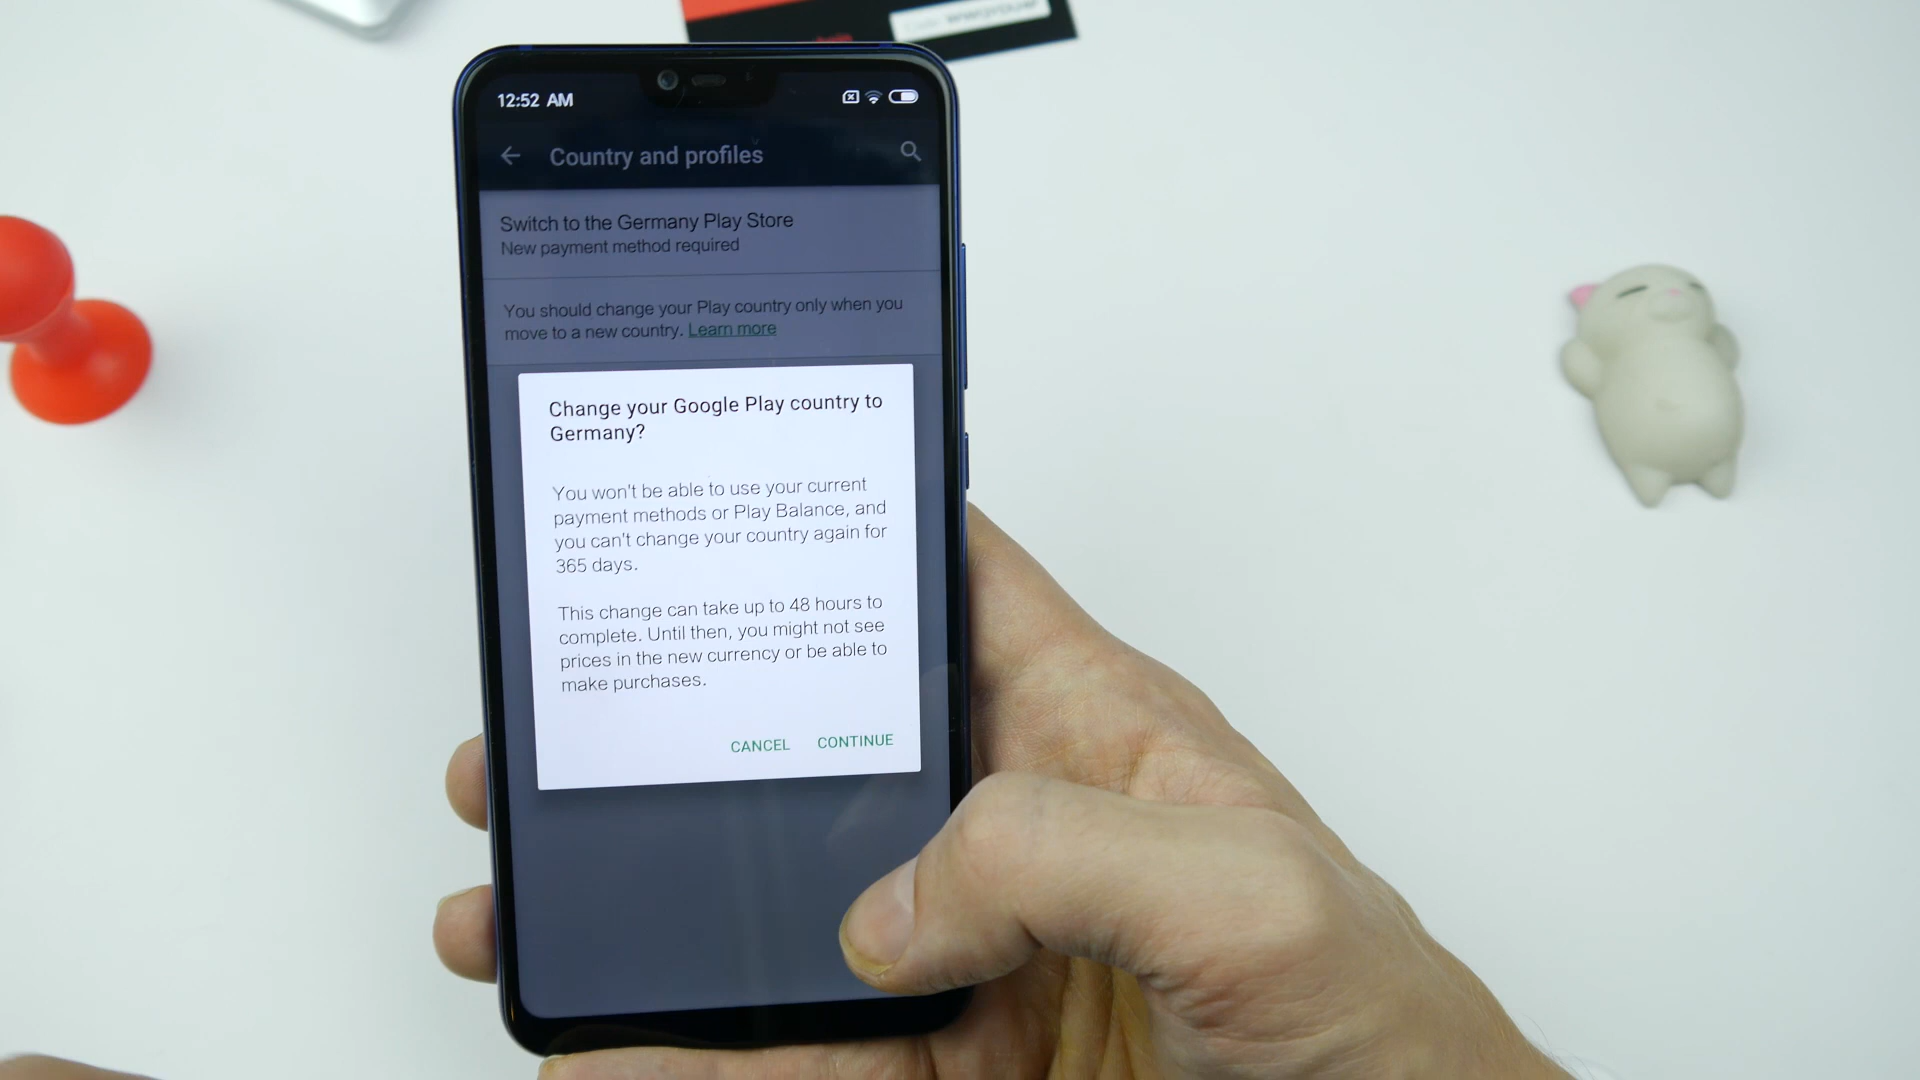 12:52 AM
Country and profiles
Switch to the Germany Play Store
New payment method required
You should change your Play country only when you
move to a new country. Learn more
Change your Google Play country to
Germany?
You won't be able to use your current
payment methods or Play Balance, and
you can't change your country again for
365 days.
This change can take up to 48 hours to
complete. Until then, you might not see
prices in the new currency or be able to
make purchases.
CANCEL CONTINUE